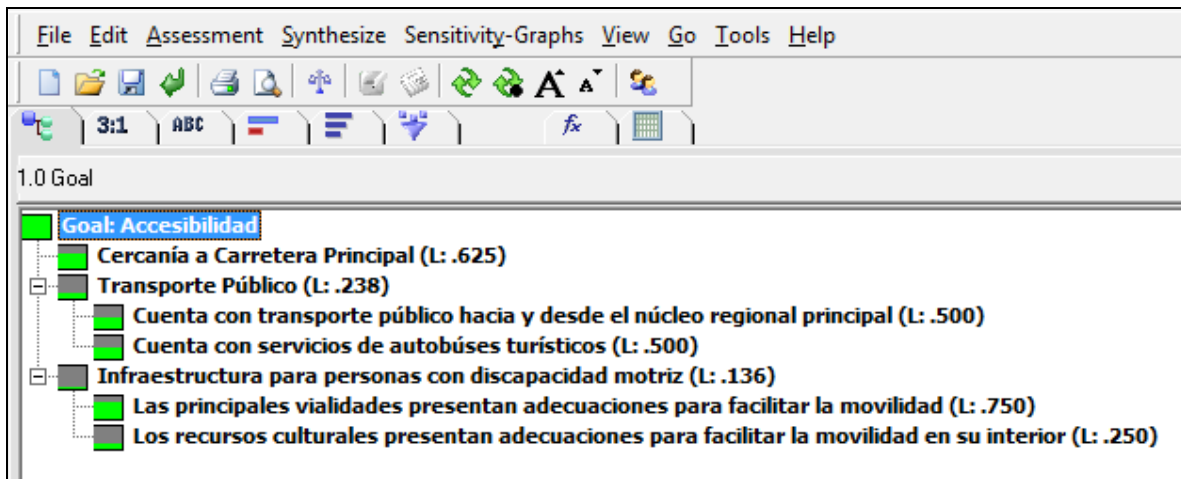 File Edit Assessment Synthesize Sensitivity-Graphs View Go Tools Help
A A
3:1 ABC fx
1.0 Goal
Goal: Accesibilidad
Cercanía a Carretera Principal (L: .625)
Transporte Público (L: .238)
Cuenta con transporte público hacia y desde el núcleo regional principal (L: .500)
Cuenta con servicios de autobúses turísticos (L: .500)
Infraestructura para personas con discapacidad motriz (L: .136)
Las principales vialidades presentan adecuaciones para facilitar la movilidad (L: .750)
Los recursos culturales presentan adecuaciones para facilitar la movilidad en su interior (L: .250)